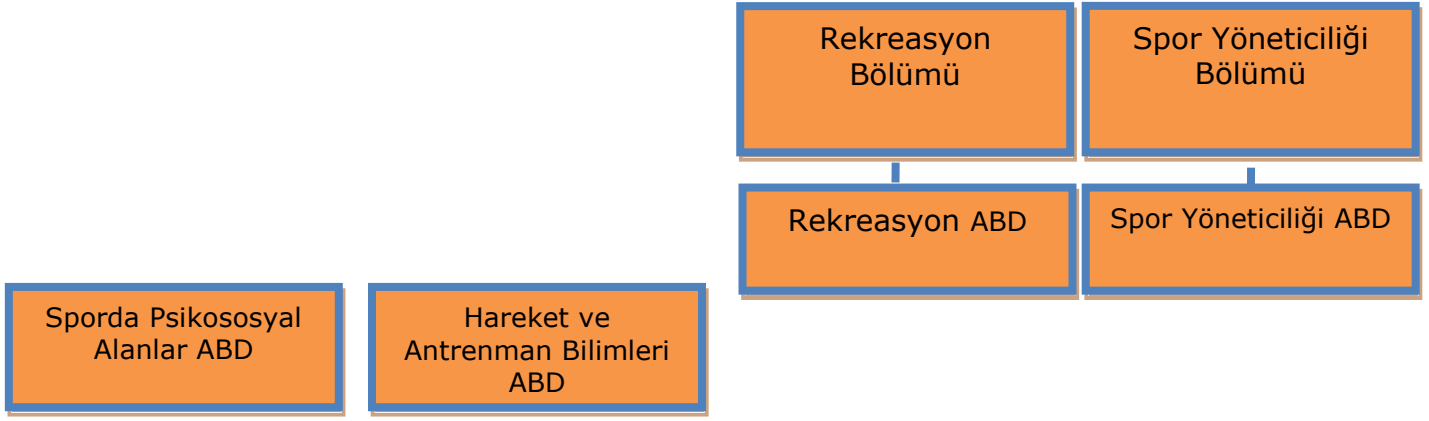 Rekreasyon
Bölümü
Spor Yöneticiliği
Bölümü
Rekreasyon ABD
Spor Yöneticiliği ABD
Sporda Psikososyal
Alanlar ABD
Hareket ve
Antrenman Bilimleri
ABD